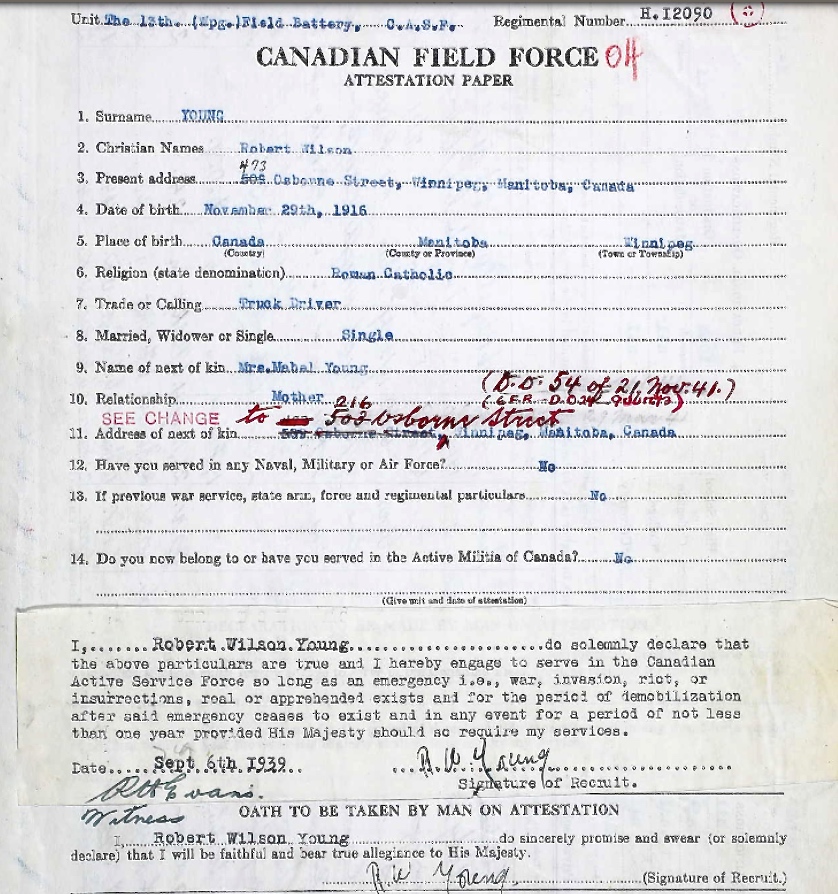 Unit The 13th. (Wpg.) Field Battery, C.A.S.F. Regimental Number H.I2090
CANADIAN FIELD FORCE
ATTESTATION PAPER
1. Surname YOUNG
2. Christian Names Robert Wilson
473
3. Present address 509 Osborne Street, Winnipeg, Manitoba, Canada
4. Date of birth November 29th, 1916
5. Place of birth Canada Manitoba Winnipeg
(Country) (County or Province) (Town or Township)
6. Religion (state denomination) Roman Catholic
7. Trade or Calling Truck Driver
8. Married, Widower or Single Single
9. Name of next of kin Mrs.Mabel Young
(D.O. 54 of 21, Nov. 41.)
10. Relationship Mother 216
SEE CHANGE to 503 Osborne Street
11. Address of next of kin 509 Osborne Street, Winnipeg, Manitoba, Canada
12. Have you served in any Naval, Military or Air Force? No
13. If previous war service, state arm, force and regimental particulars No
14. Do you now belong to or have you served in the Active Militia of Canada? No
(Give unit and date of attestation)
I,........Robert Wilson Young........................do solemnly declare that
the above particulars are true and I hereby engage to serve in the Canadian
Active Service Force so long as an emergency i.e., war, invasion, riot, or
insurrections, real or apprehended exists and for the period of demobilization
after said emergency ceases to exist and in any event for a period of not less
than one year provided His Majesty should so require my services.
Date.....Sept 6th I939 R W Young
Signature of Recruit.
Evans.
Witness
OATH TO BE TAKEN BY MAN ON ATTESTATION
I, Robert Wilson Young do sincerely promise and swear (or solemnly
declare) that I will be faithful and bear true allegiance to His Majesty.
R W Young (Signature of Recruit.)